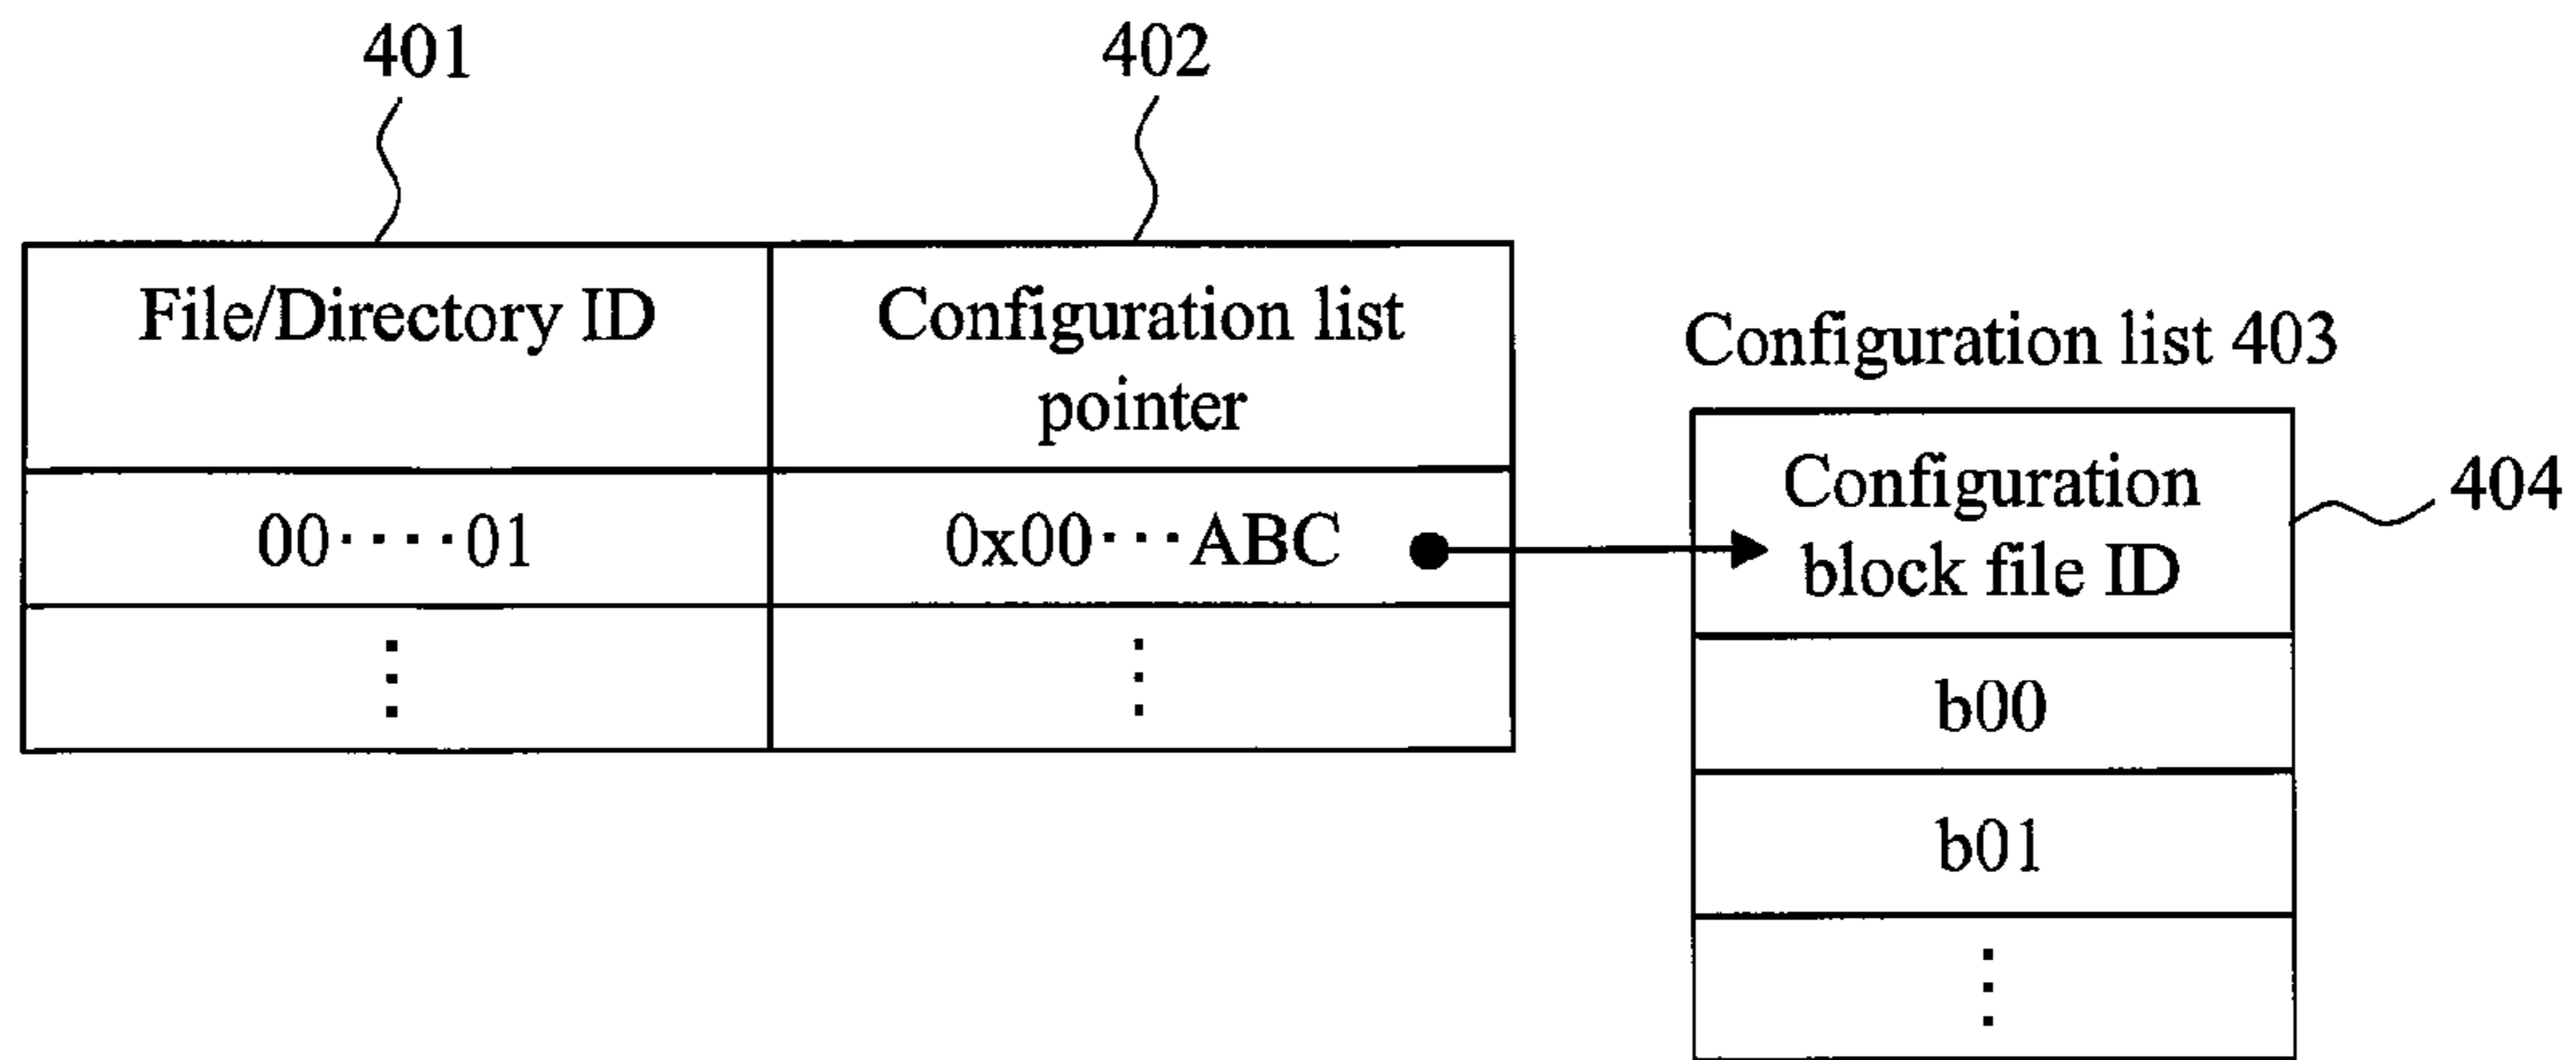 401
402
File/Directory ID
Configuration list
pointer
00····01
0x00···ABC
Configuration list 403
Configuration
block file ID
404
b00
b01